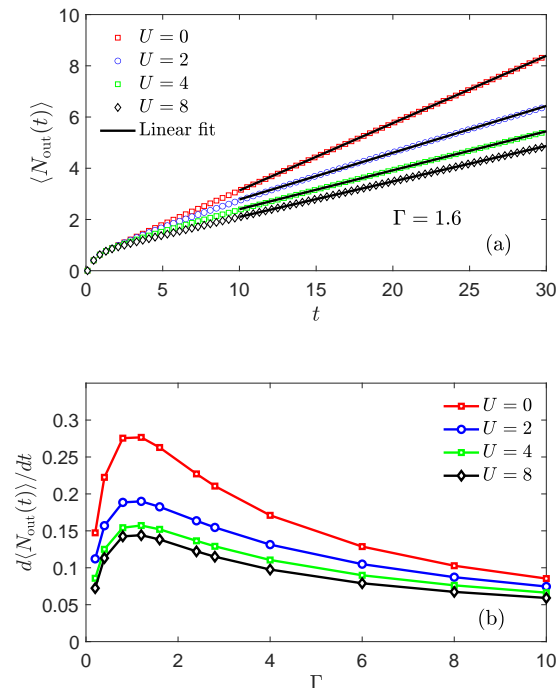 10
8
6
4
2
0
⟨N_out(t)⟩
U = 0
U = 2
U = 4
U = 8
Linear fit
Γ = 1.6
(a)
0 5 10 15 20 25 30
t
0.3
0.25
0.2
0.15
0.1
0.05
0
d⟨N_out(t)⟩/dt
U = 0
U = 2
U = 4
U = 8
(b)
0 2 4 6 8 10
Γ